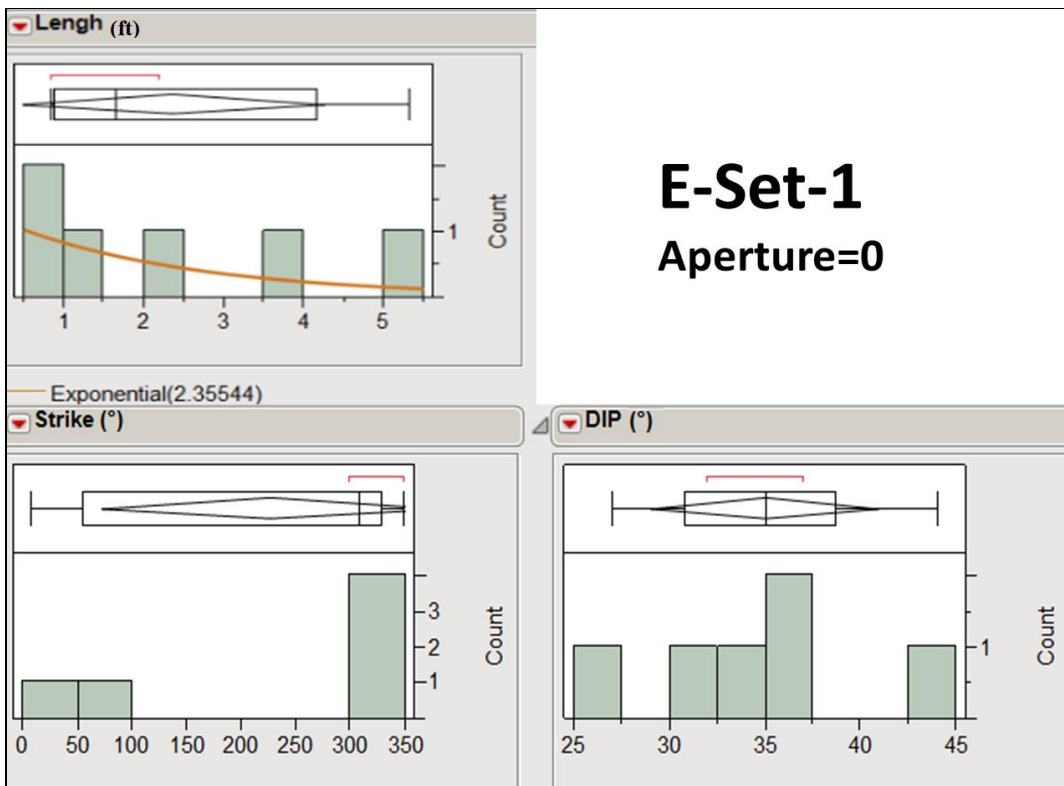 Lengh (ft)
Count
1
1 2 3 4 5
Exponential(2.35544)
E-Set-1
Aperture=0
Strike (°)
Count
3
2
1
0 50 100 150 200 250 300 350
DIP (°)
Count
1
25 30 35 40 45